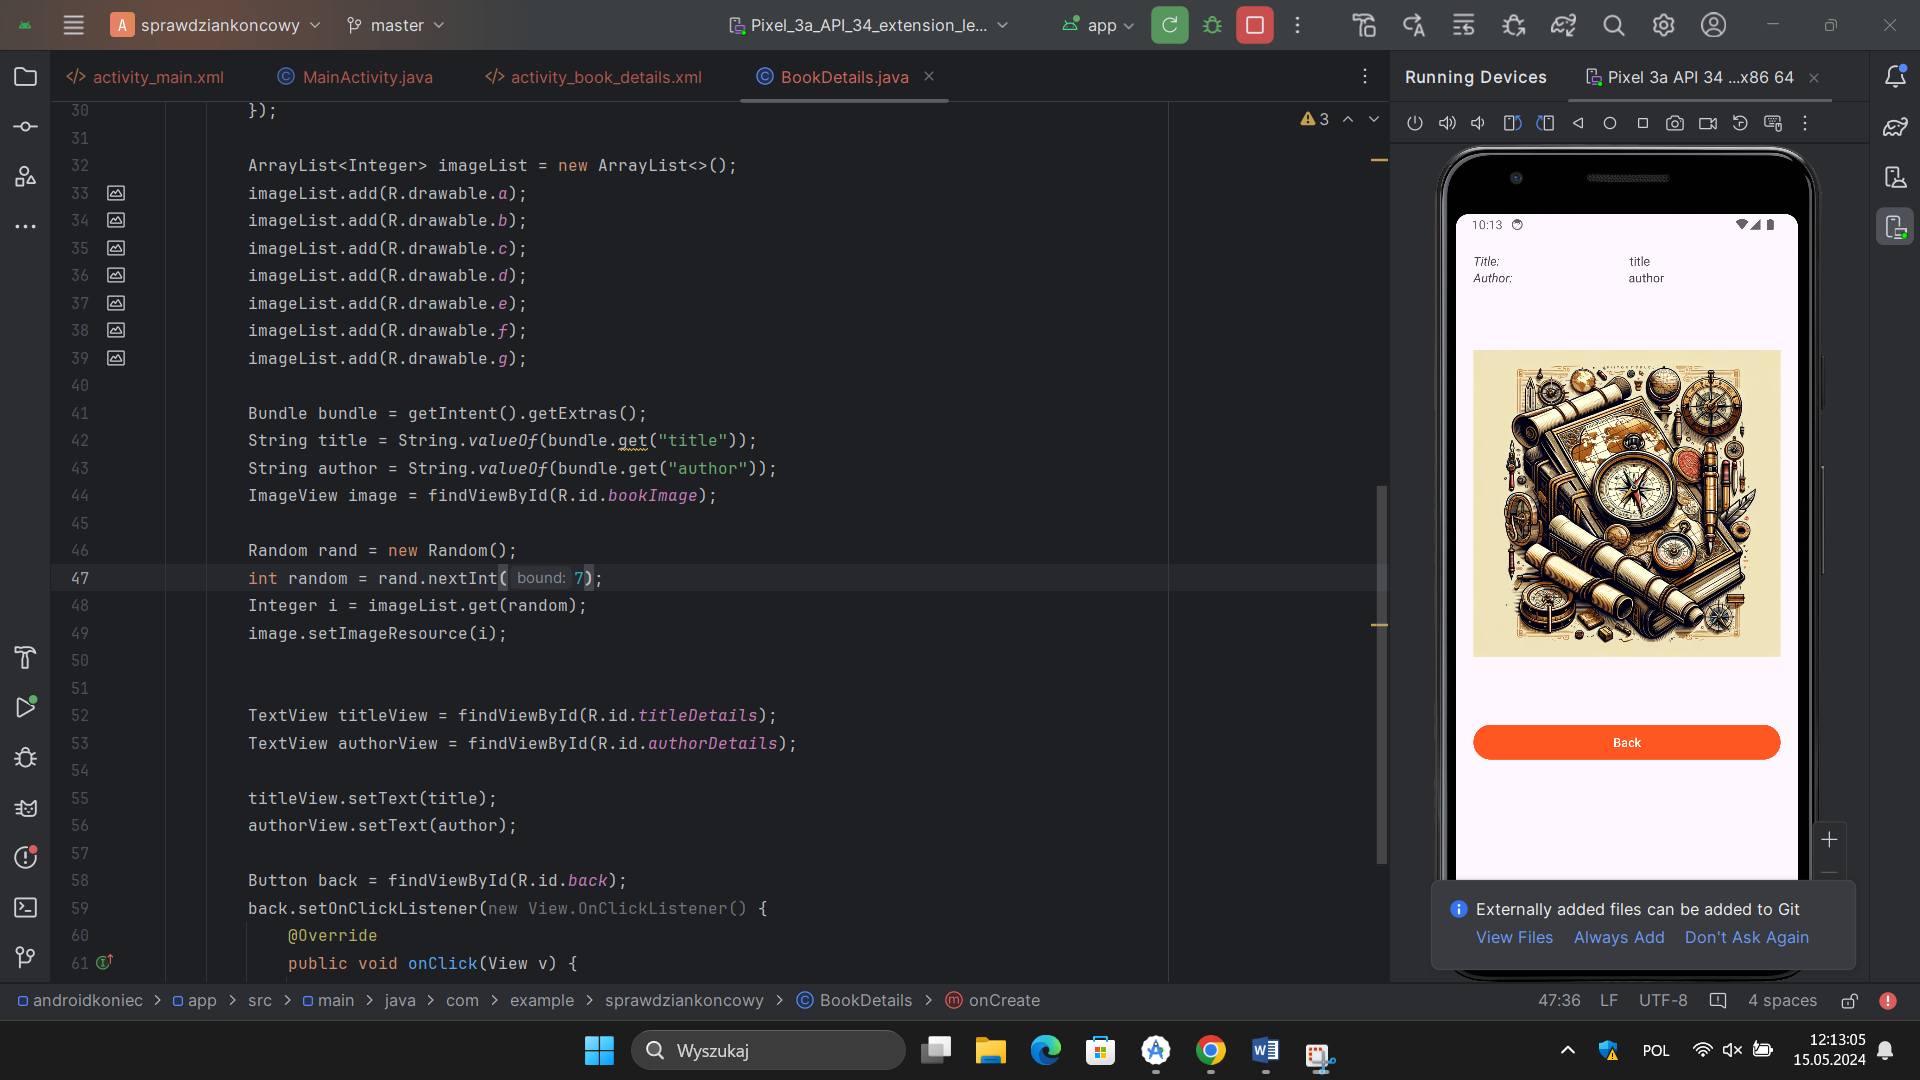 A sprawdziankoncowy
master
Pixel_3a_API_34_extension_le...
app
activity_main.xml
MainActivity.java
activity_book_details.xml
BookDetails.java
Running Devices
Pixel 3a API 34 ...x86 64
30 });
31
32 ArrayList<Integer> imageList = new ArrayList<>();
33 imageList.add(R.drawable.a);
34 imageList.add(R.drawable.b);
35 imageList.add(R.drawable.c);
36 imageList.add(R.drawable.d);
37 imageList.add(R.drawable.e);
38 imageList.add(R.drawable.f);
39 imageList.add(R.drawable.g);
40
41 Bundle bundle = getIntent().getExtras();
42 String title = String.valueOf(bundle.get("title"));
43 String author = String.valueOf(bundle.get("author"));
44 ImageView image = findViewById(R.id.bookImage);
45
46 Random rand = new Random();
47 int random = rand.nextInt( bound: 7);
48 Integer i = imageList.get(random);
49 image.setImageResource(i);
50
51
52 TextView titleView = findViewById(R.id.titleDetails);
53 TextView authorView = findViewById(R.id.authorDetails);
54
55 titleView.setText(title);
56 authorView.setText(author);
57
58 Button back = findViewById(R.id.back);
59 back.setOnClickListener(new View.OnClickListener() {
60 @Override
61 public void onClick(View v) {
3
10:13
Title: title
Author: author
Back
Externally added files can be added to Git
View Files Always Add Don't Ask Again
androidkoniec > app > src > main > java > com > example > sprawdziankoncowy > BookDetails > onCreate
47:36 LF UTF-8 4 spaces
Wyszukaj
POL
12:13:05
15.05.2024